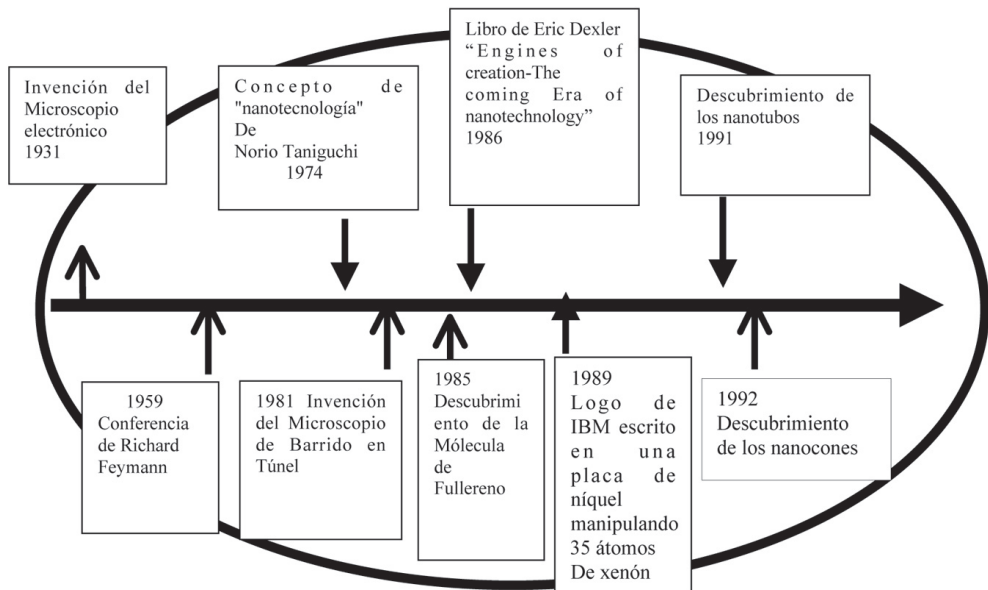 Invención del
Microscopio
electrónico
1931
Concepto de
"nanotecnología"
De
Norio Taniguchi
1974
Libro de Eric Dexler
“Engines of
creation-The
coming Era of
nanotechnology”
1986
Descubrimiento de
los nanotubos
1991
1959
Conferencia
de Richard
Feymann
1981 Invención
del Microscopio
de Barrido en
Túnel
1985
Descubrimi
ento de la
Mólecula
de
Fullereno
1989
Logo de
IBM escrito
en una
placa de
níquel
manipulando
35 átomos
De xenón
1992
Descubrimiento
de los nanocones